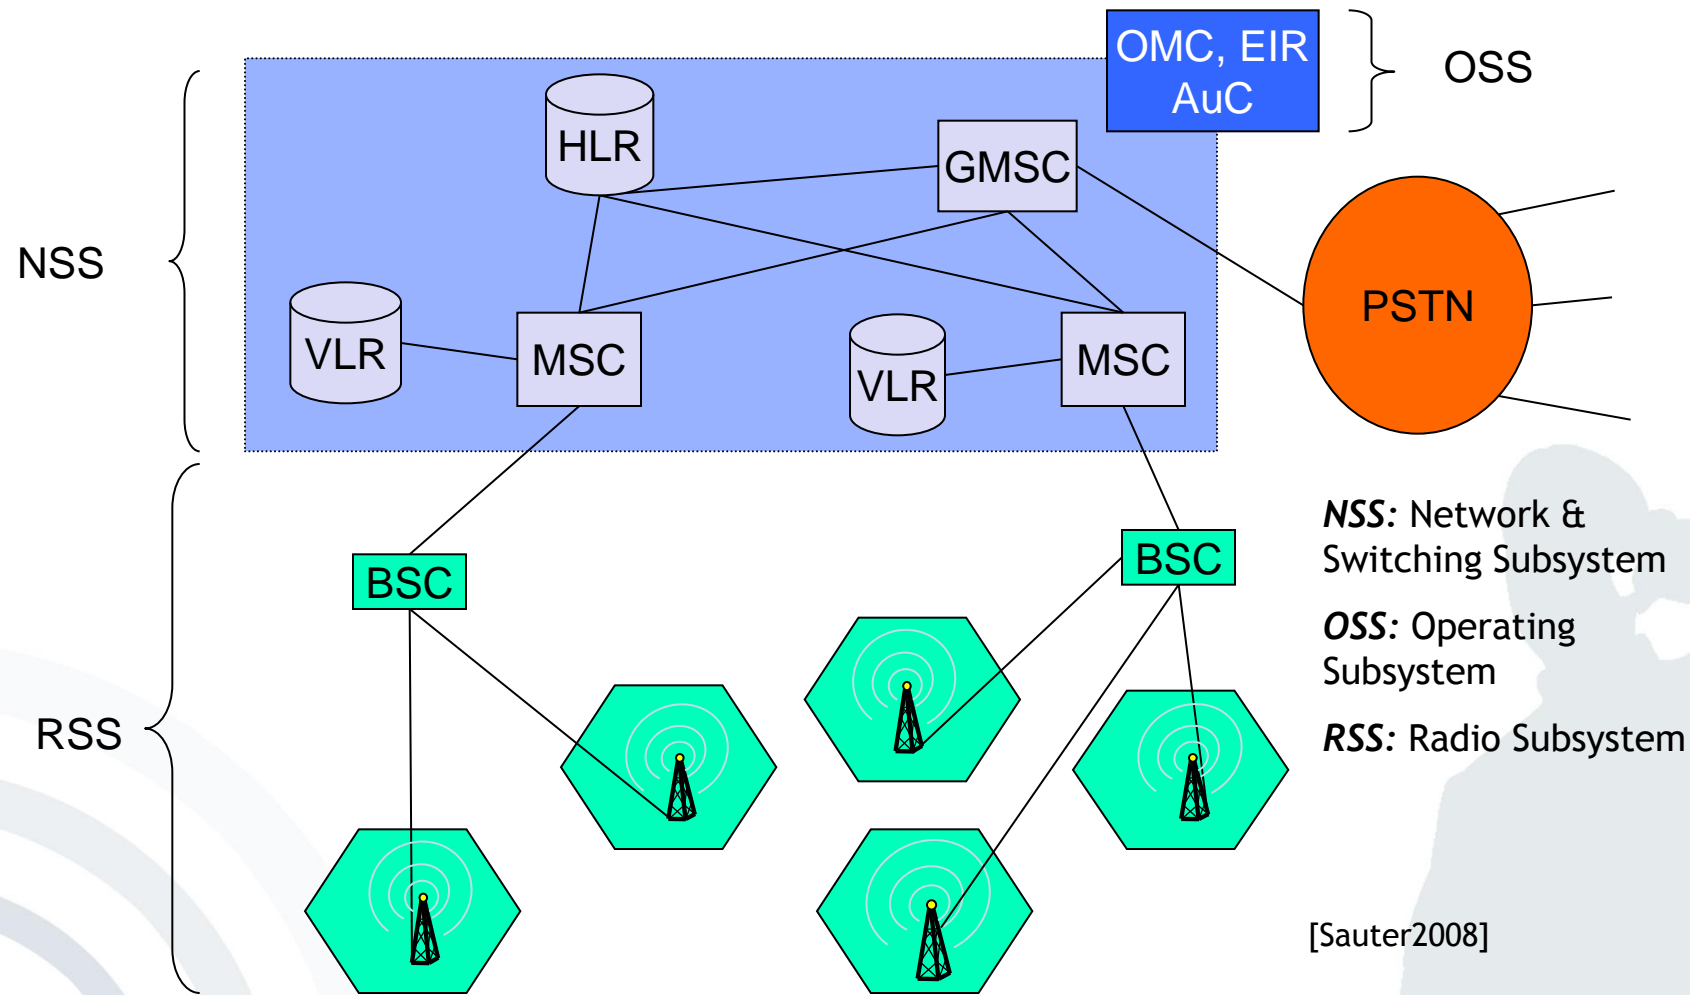 OMC, EIR
AuC
OSS
HLR
GMSC
NSS
PSTN
VLR
MSC
VLR
MSC
NSS: Network &
Switching Subsystem
BSC
BSC
OSS: Operating
Subsystem
RSS
RSS: Radio Subsystem
[Sauter2008]